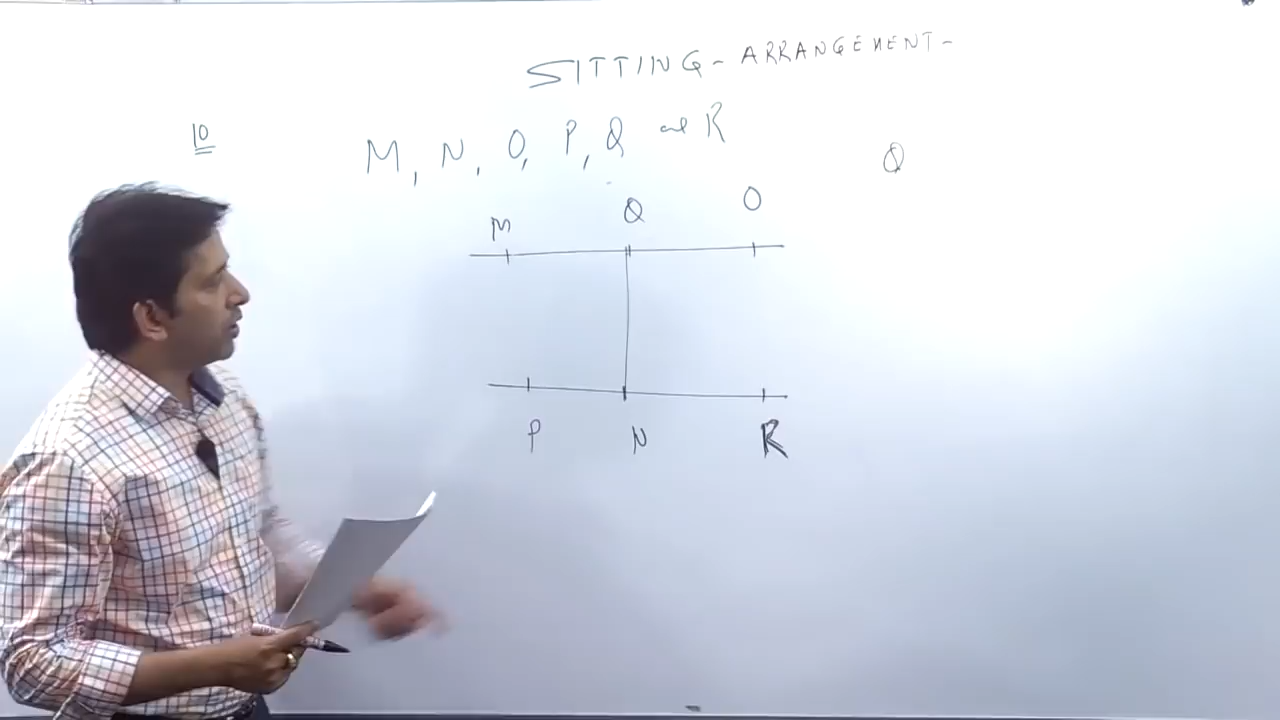 SITTING - ARRANGEMENT -
10
M, N, O, P, Q and R
Q
M Q O
P N R